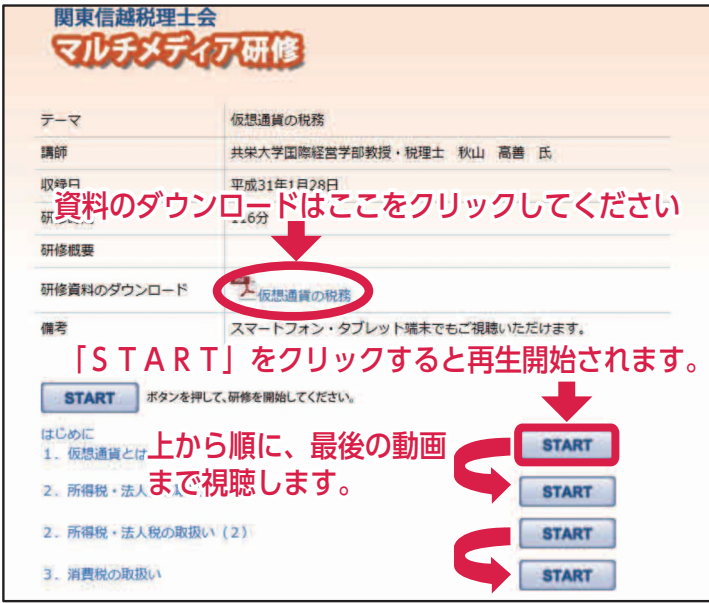 関東信越税理士会
マルチメディア研修
テーマ 仮想通貨の税務
講師 共栄大学国際経営学部教授・税理士 秋山 高善 氏
収録日 平成31年1月28日
資料のダウンロードはここをクリックしてください
116分
研修概要
研修資料のダウンロード 仮想通貨の税務
備考 スマートフォン・タブレット端末でもご視聴いただけます。
「ＳＴＡＲＴ」をクリックすると再生開始されます。
START ボタンを押して、研修を開始してください。
はじめに
1．仮想通貨とは START
上から順に、最後の動画
まで視聴します。
2．所得税・法人 START
2．所得税・法人税の取扱い（2） START
3．消費税の取扱い START